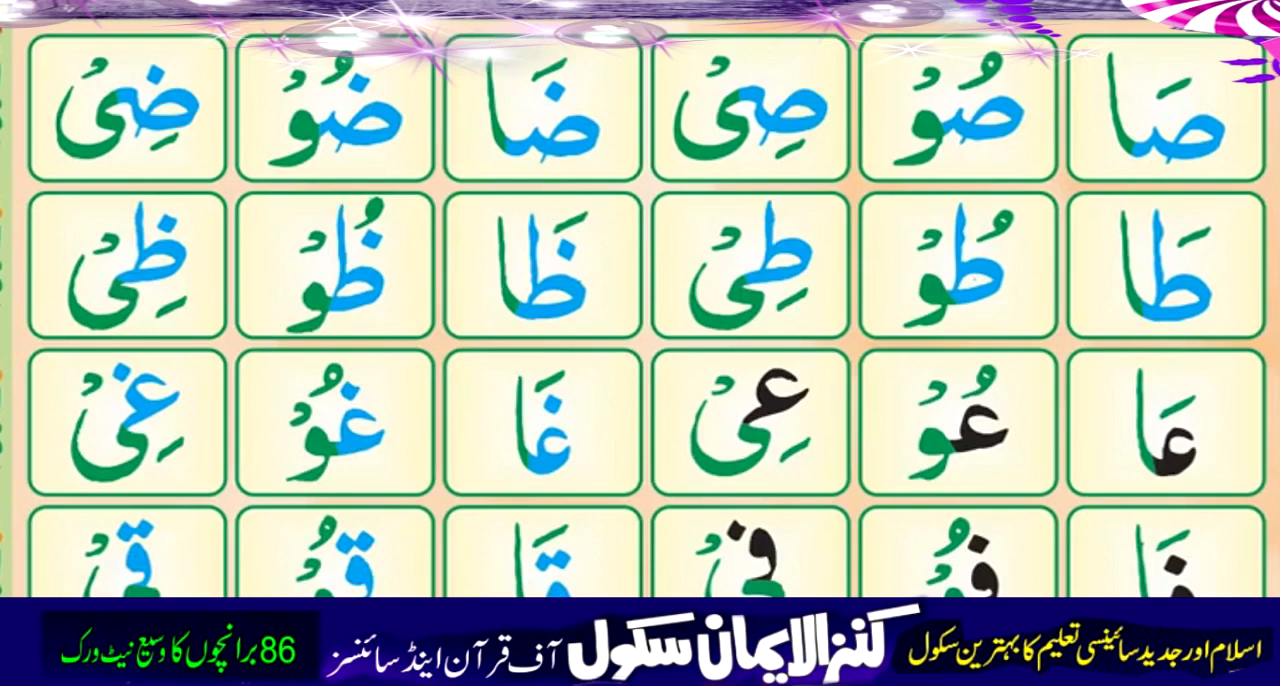 صَا صُوْ صِیْ ضَا ضُوْ ضِیْ
طَا طُوْ طِیْ ظَا ظُوْ ظِیْ
عَا عُوْ عِیْ غَا غُوْ غِیْ
فَا فُوْ فِیْ قَا قُوْ قِیْ
اسلام اور جدید سائینسی تعلیم کا بہترین سکول کنزالایمان سکول آف قرآن اینڈ سائنسز 86 برانچوں کا وسیع نیٹ ورک